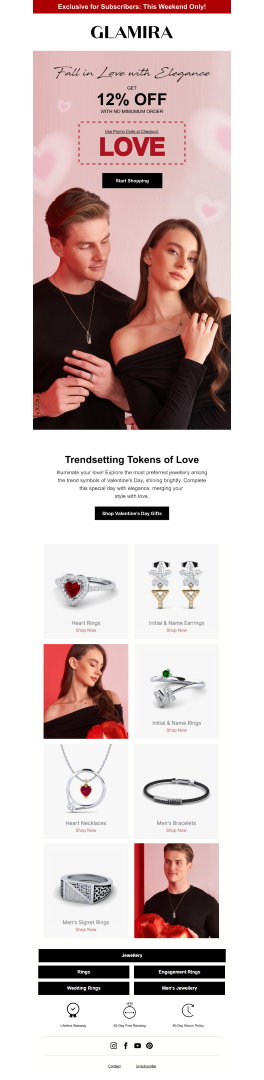 Exclusive for Subscribers: This Weekend Only!
GLAMIRA
Fall in Love with Elegance
GET
12% OFF
WITH NO MIMUMUM ORDER
Use Promo Code at Checkout:
LOVE
Start Shopping
Trendsetting Tokens of Love
Illuminate your love! Explore the most preferred jewellery among
the trend symbols of Valentine's Day, shining brightly. Complete
this special day with elegance, merging your
style with love.
Shop Valentine's Day Gifts
Heart Rings
Shop Now
Initial & Name Earrings
Shop Now
Initial & Name Rings
Shop Now
Heart Necklaces
Shop Now
Men's Bracelets
Shop Now
Men's Signet Rings
Shop Now
Jewellery
Rings
Engagement Rings
Wedding Rings
Men's Jewellery
Lifetime Warranty
60-Day Free Resizing
60-Day Return Policy
Contact
Unsubscribe